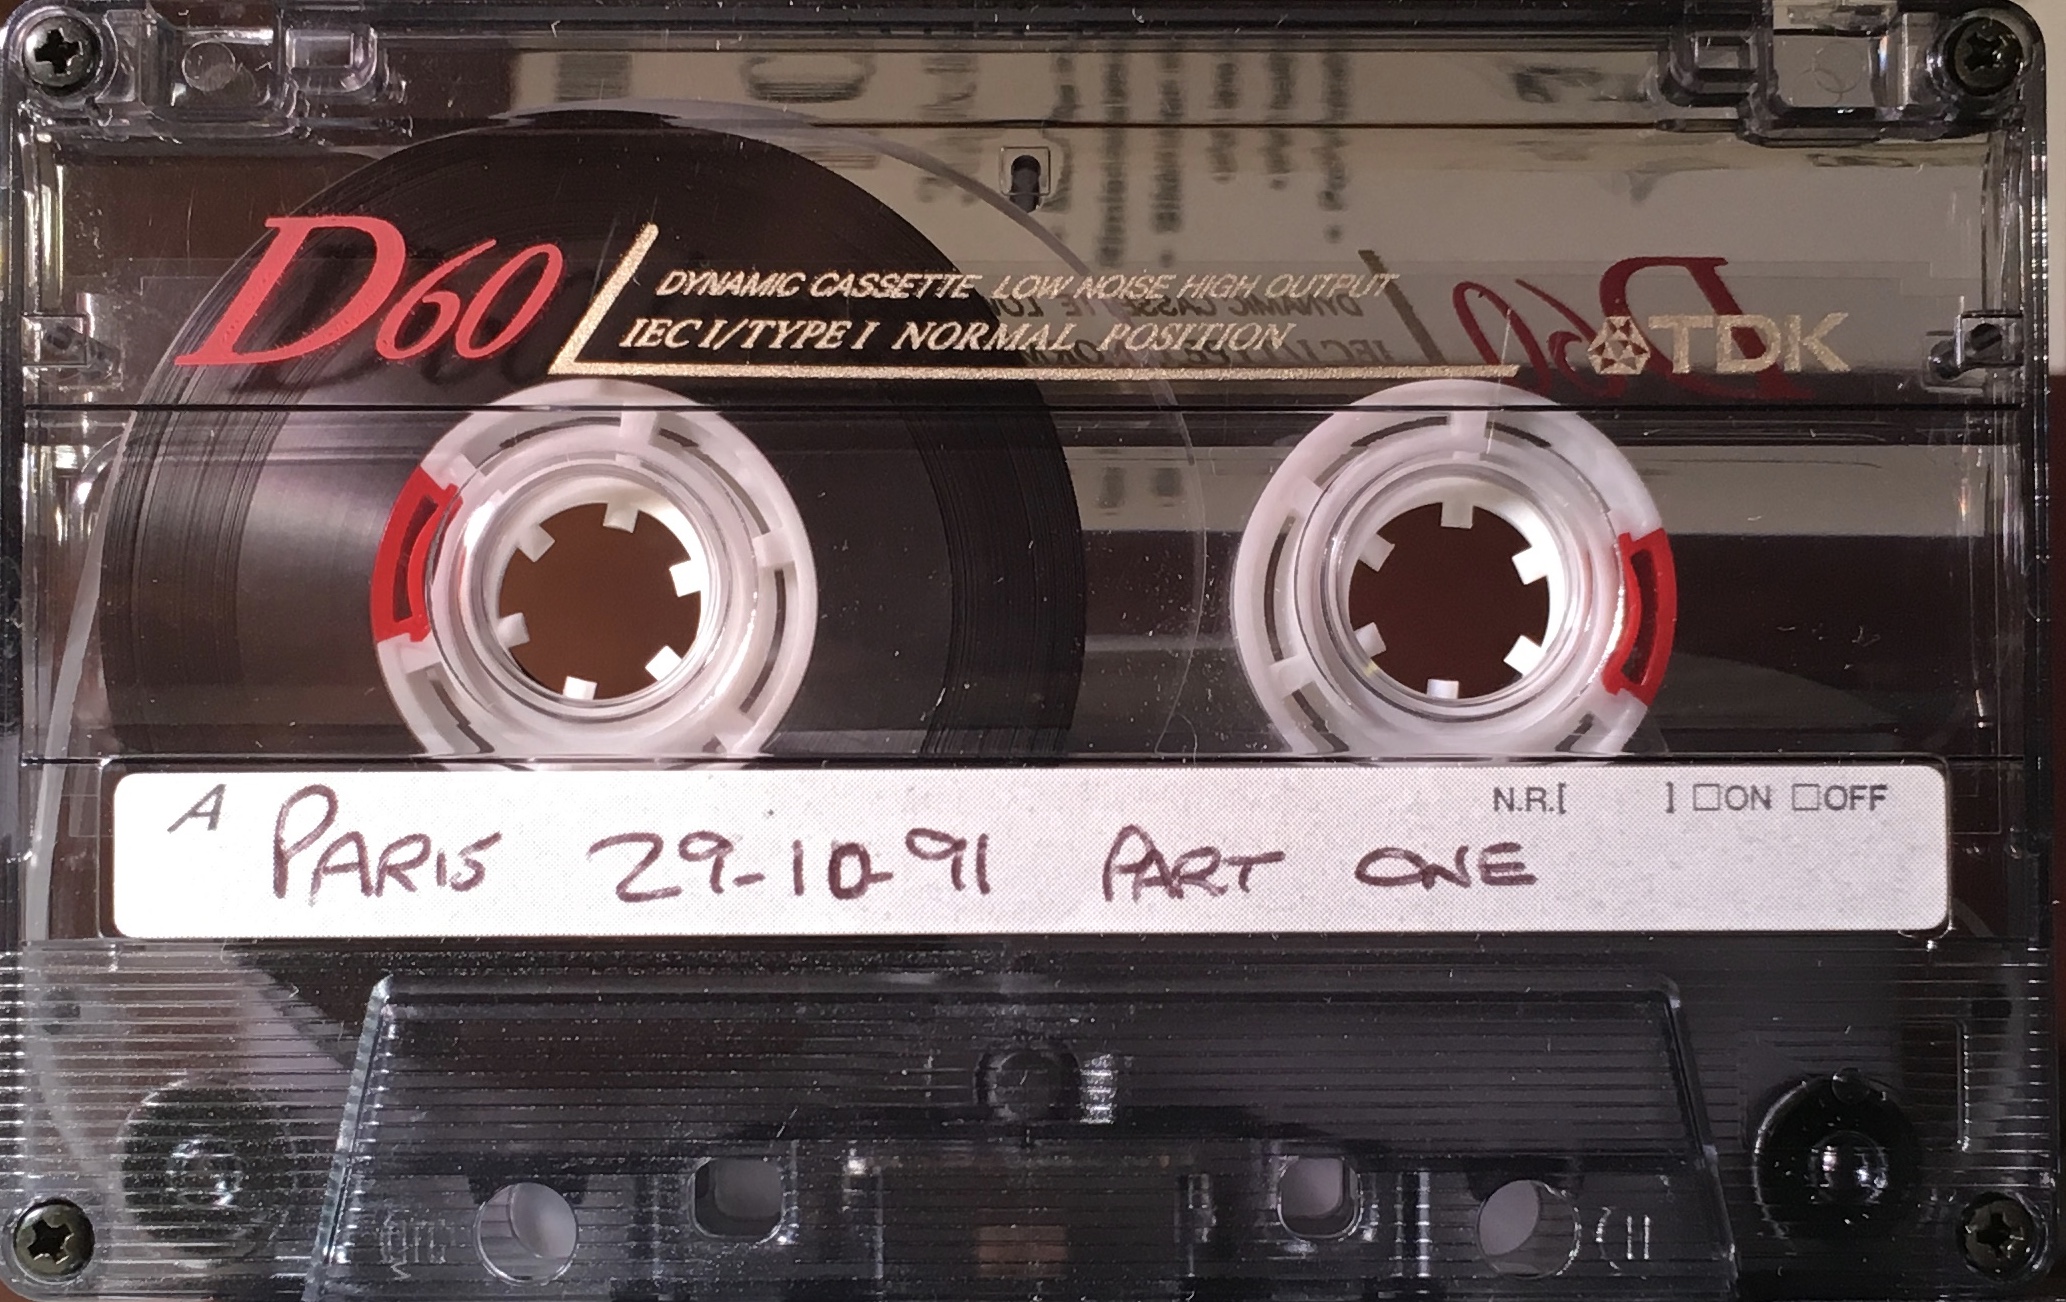 D60
DYNAMIC CASSETTE LOW NOISE HIGH OUTPUT
IEC I/TYPE I NORMAL POSITION
TDK
A
N.R.[ ] □ON □OFF
PARIS 29-10-91 PART ONE